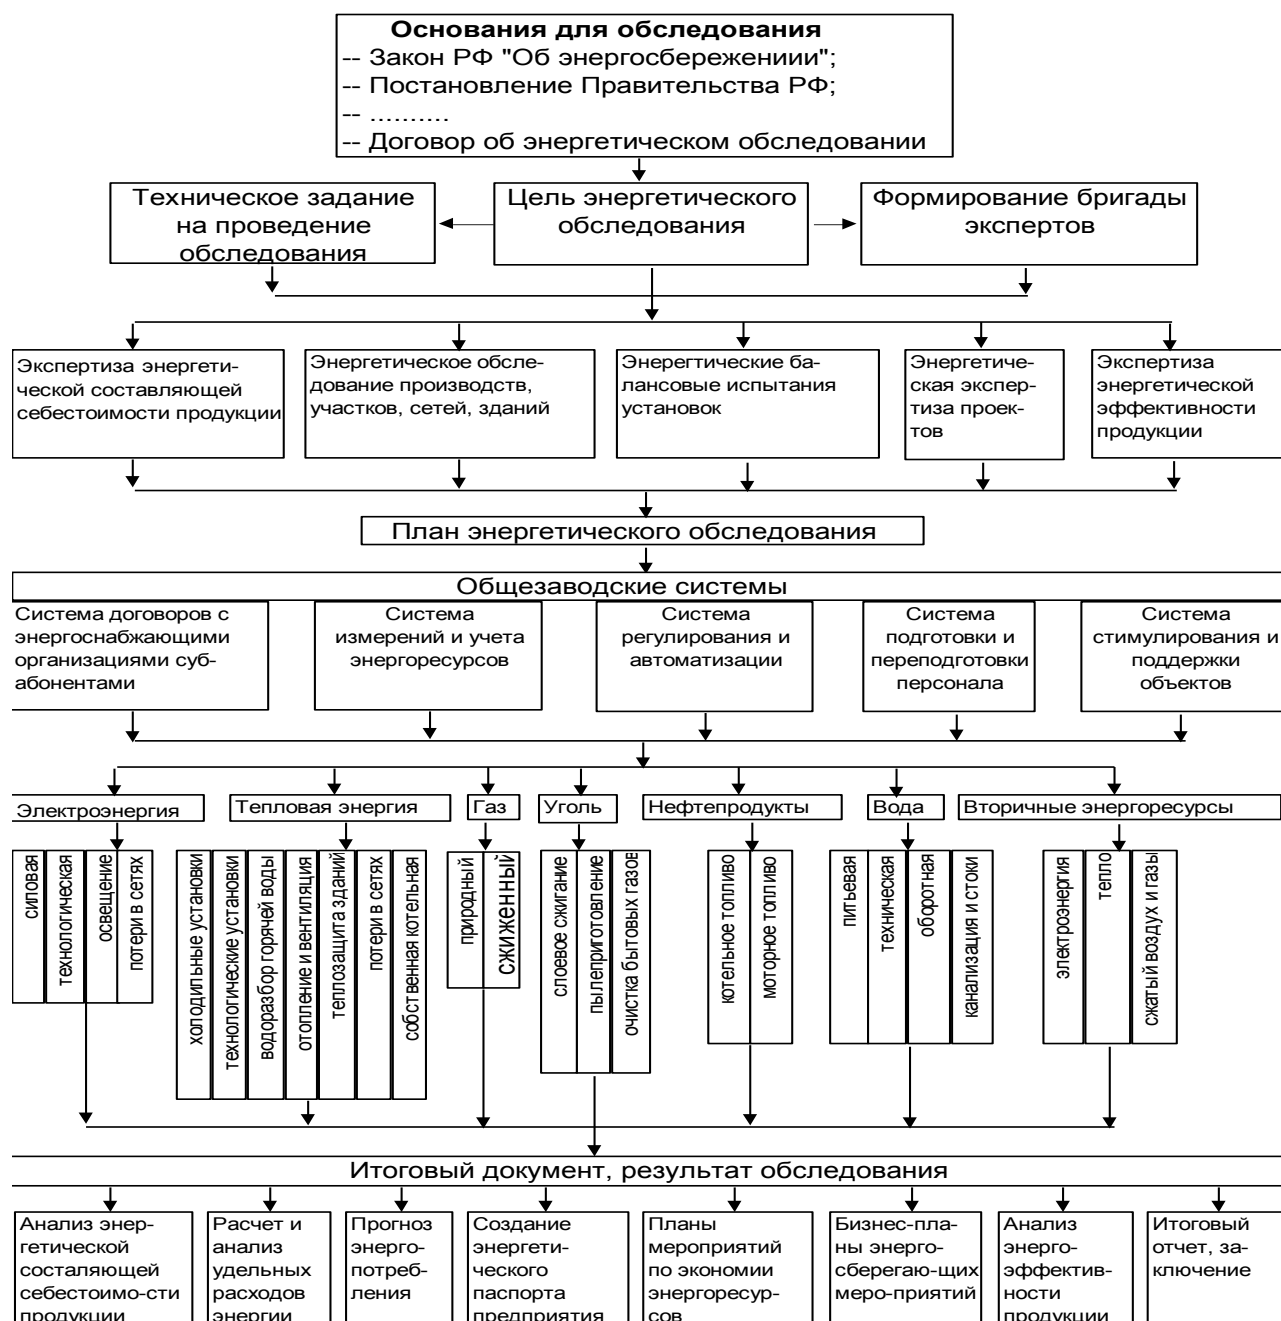 Основания для обследования
-- Закон РФ "Об энергосбережениии";
-- Постановление Правительства РФ;
-- ..........
-- Договор об энергетическом обследовании
Техническое задание
на проведение
обследования
Цель энергетического
обследования
Формирование бригады
экспертов
Экспертиза энергети-
ческой составляющей
себестоимости продукции
Энергетическое обсле-
дование производств,
участков, сетей, зданий
Энерегтические ба-
лансовые испытания
установок
Энергетиче-
ская экспер-
тиза проек-
тов
Экспертиза
энергетической
эффективности
продукции
План энергетического обследования
Общезаводские системы
Система договоров с
энергоснабжающими
организациями суб-
абонентами
Система
измерений и учета
энергоресурсов
Система
регулирования и
автоматизации
Система
подготовки и
переподготовки
персонала
Система
стимулирования и
поддержки
объектов
Электроэнергия
Тепловая энергия
Газ
Уголь
Нефтепродукты
Вода
Вторичные энергоресурсы
силовая
технологическая
освещение
потери в сетях
холодильные установки
технологические установки
водоразбор горячей воды
отопление и вентиляция
теплозащита зданий
потери в сетях
собственная котельная
природный
сжиженный
слоевое сжигание
пылеприготовление
очистка бытовых газов
котельное топливо
моторное топливо
питьевая
техническая
оборотная
канализация и стоки
электроэнергия
тепло
сжатый воздух и газы
Итоговый документ, результат обследования
Анализ энер-
гетической
состаляющей
себестоимо-сти
продукции
Расчет и
анализ
удельных
расходов
энергии
Прогноз
энерго-
потреб-
ления
Создание
энергети-
ческого
паспорта
предприятия
Планы
мероприятий
по экономии
энергоресур-
сов
Бизнес-пла-
ны энерго-
сберегаю-щих
меро-приятий
Анализ
энерго-
эффектив-
ности
продукции
Итоговый
отчет, за-
ключение